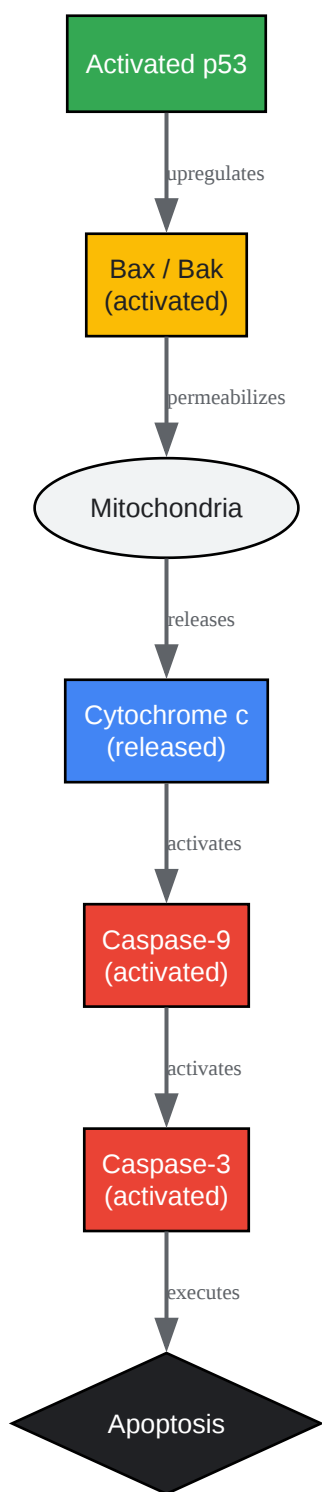 Activated p53
upregulates
Bax / Bak
(activated)
permeabilizes
Mitochondria
releases
Cytochrome c
(released)
activates
Caspase-9
(activated)
activates
Caspase-3
(activated)
executes
Apoptosis